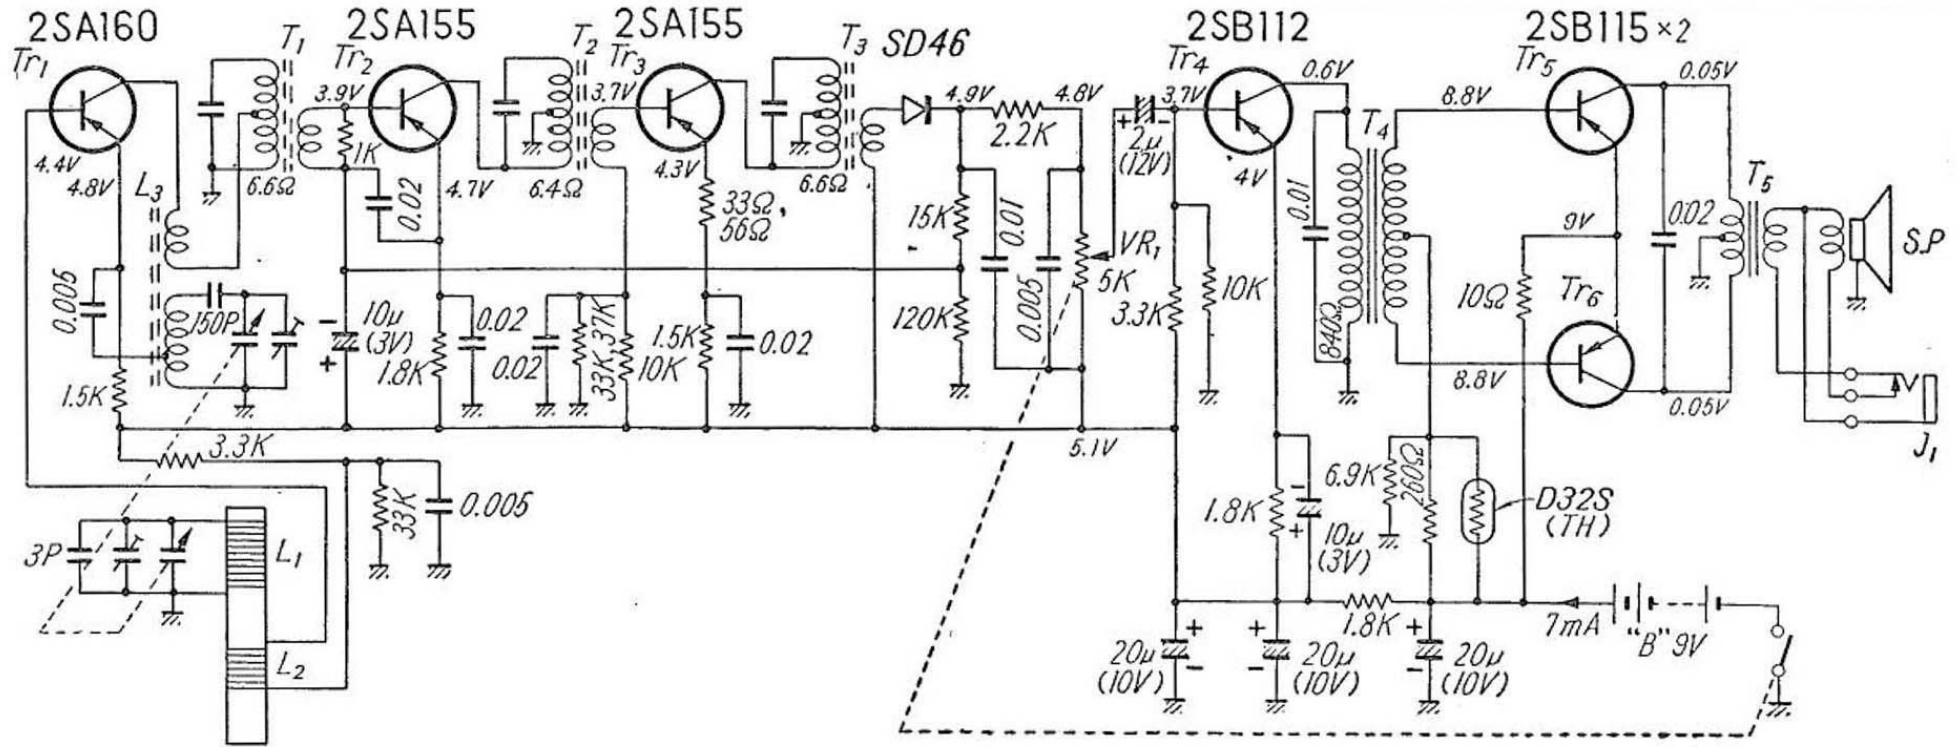 2SA160
2SA155
2SA155
SD46
2SB112
2SB115×2
Tr1
T1
Tr2
T2
Tr3
T3
Tr4
Tr5
3.9V
3.7V
4.9V
4.8V
3.7V
0.6V
0.05V
8.8V
T4
2.2K
2μ
(12V)
1K
4.4V
4.8V
L3
6.6Ω
4.7V
6.4Ω
4.3V
6.6Ω
4V
T5
0.02
33Ω,
56Ω
15K
0.01
VR1
5K
0.01
9V
0.02
S.P
0.005
150P
10μ
(3V)
0.02
0.02
33K,37K
1.5K
10K
0.02
120K
0.005
3.3K
10K
840Ω
10Ω
Tr6
1.8K
8.8V
0.05V
1.5K
J1
3.3K
5.1V
33K
0.005
6.9K
260Ω
D32S
(TH)
1.8K
10μ
(3V)
3P
L1
L2
1.8K
7mA
"B" 9V
20μ
(10V)
20μ
(10V)
20μ
(10V)